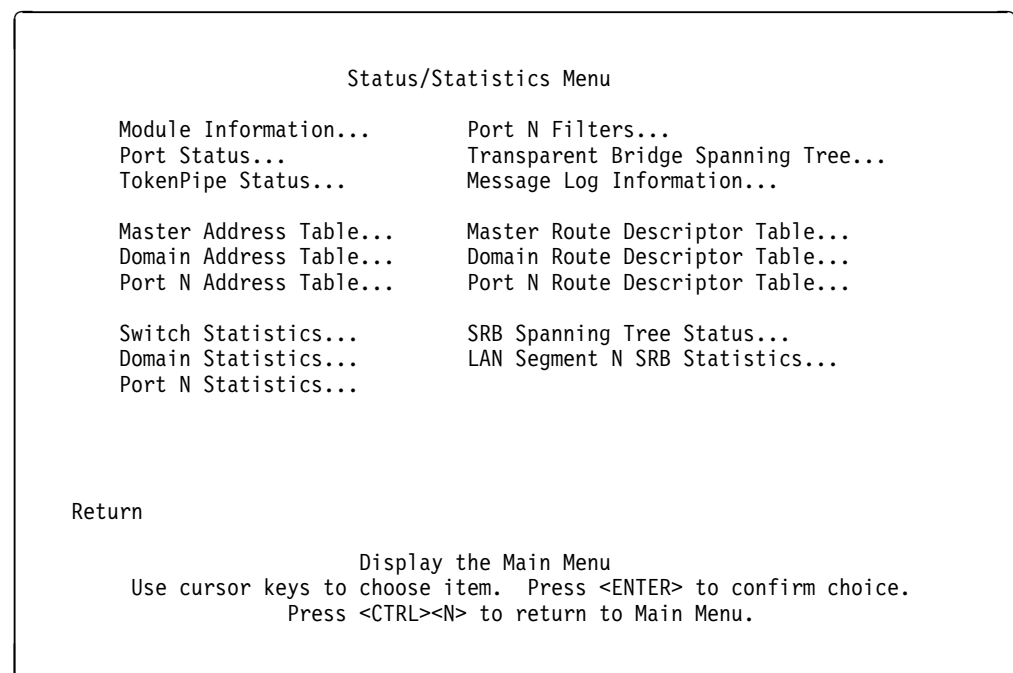 Status/Statistics Menu
Module Information... Port N Filters...
Port Status... Transparent Bridge Spanning Tree...
TokenPipe Status... Message Log Information...
Master Address Table... Master Route Descriptor Table...
Domain Address Table... Domain Route Descriptor Table...
Port N Address Table... Port N Route Descriptor Table...
Switch Statistics... SRB Spanning Tree Status...
Domain Statistics... LAN Segment N SRB Statistics...
Port N Statistics...
Return
Display the Main Menu
Use cursor keys to choose item. Press <ENTER> to confirm choice.
Press <CTRL><N> to return to Main Menu.